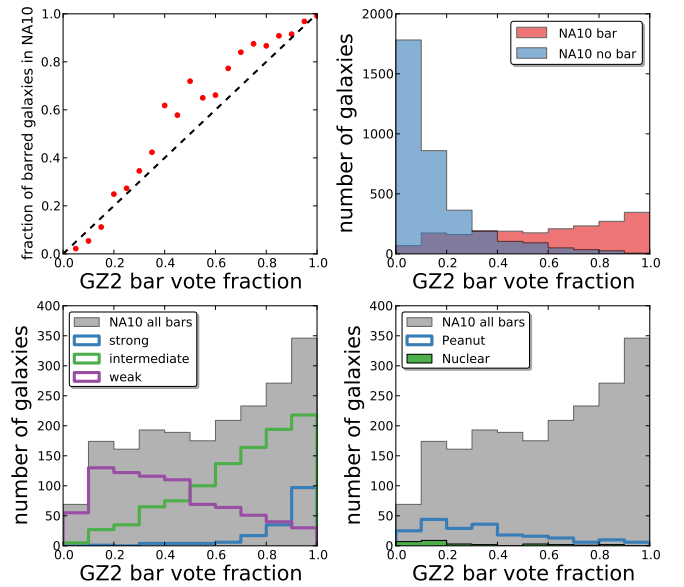 fraction of barred galaxies in NA10
1.0
0.8
0.6
0.4
0.2
0.0
0.0 0.2 0.4 0.6 0.8 1.0
GZ2 bar vote fraction
number of galaxies
2000
1500
1000
500
0
NA10 bar
NA10 no bar
0.0 0.2 0.4 0.6 0.8 1.0
GZ2 bar vote fraction
number of galaxies
400
350
300
250
200
150
100
50
0
NA10 all bars
strong
intermediate
weak
0.0 0.2 0.4 0.6 0.8 1.0
GZ2 bar vote fraction
number of galaxies
400
350
300
250
200
150
100
50
0
NA10 all bars
Peanut
Nuclear
0.0 0.2 0.4 0.6 0.8 1.0
GZ2 bar vote fraction